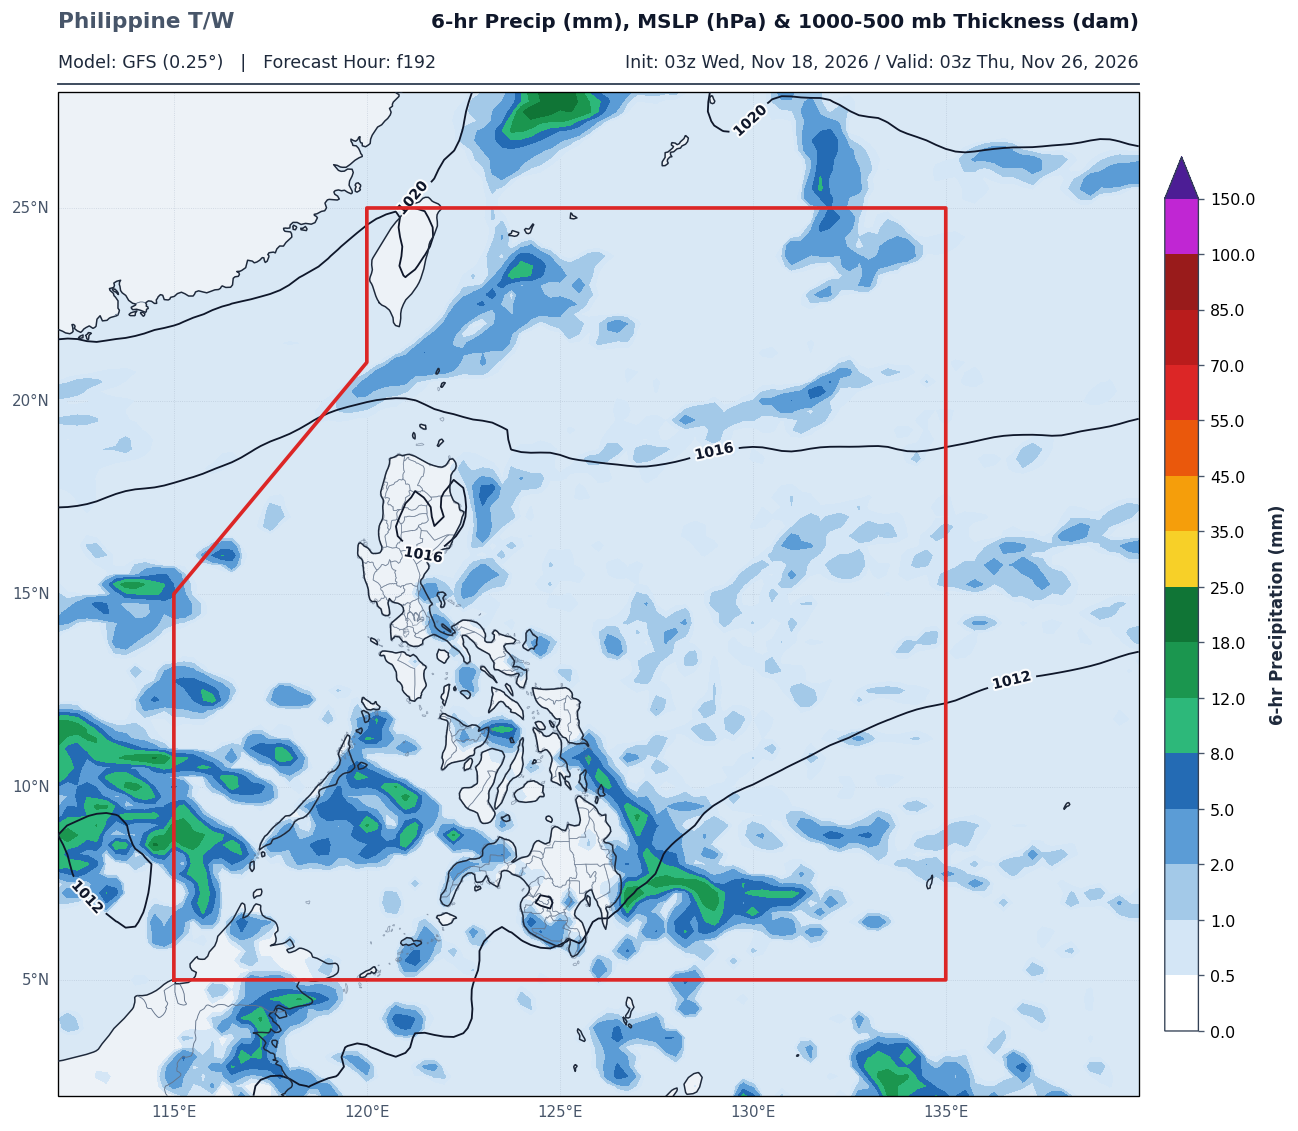 Philippine T/W
6-hr Precip (mm), MSLP (hPa) & 1000-500 mb Thickness (dam)
Model: GFS (0.25°) | Forecast Hour: f192
Init: 03z Wed, Nov 18, 2026 / Valid: 03z Thu, Nov 26, 2026
1020
1020
1016
1016
1012
1012
25°N
20°N
15°N
10°N
5°N
115°E
120°E
125°E
130°E
135°E
150.0
100.0
85.0
70.0
55.0
45.0
35.0
25.0
18.0
12.0
8.0
5.0
2.0
1.0
0.5
0.0
6-hr Precipitation (mm)